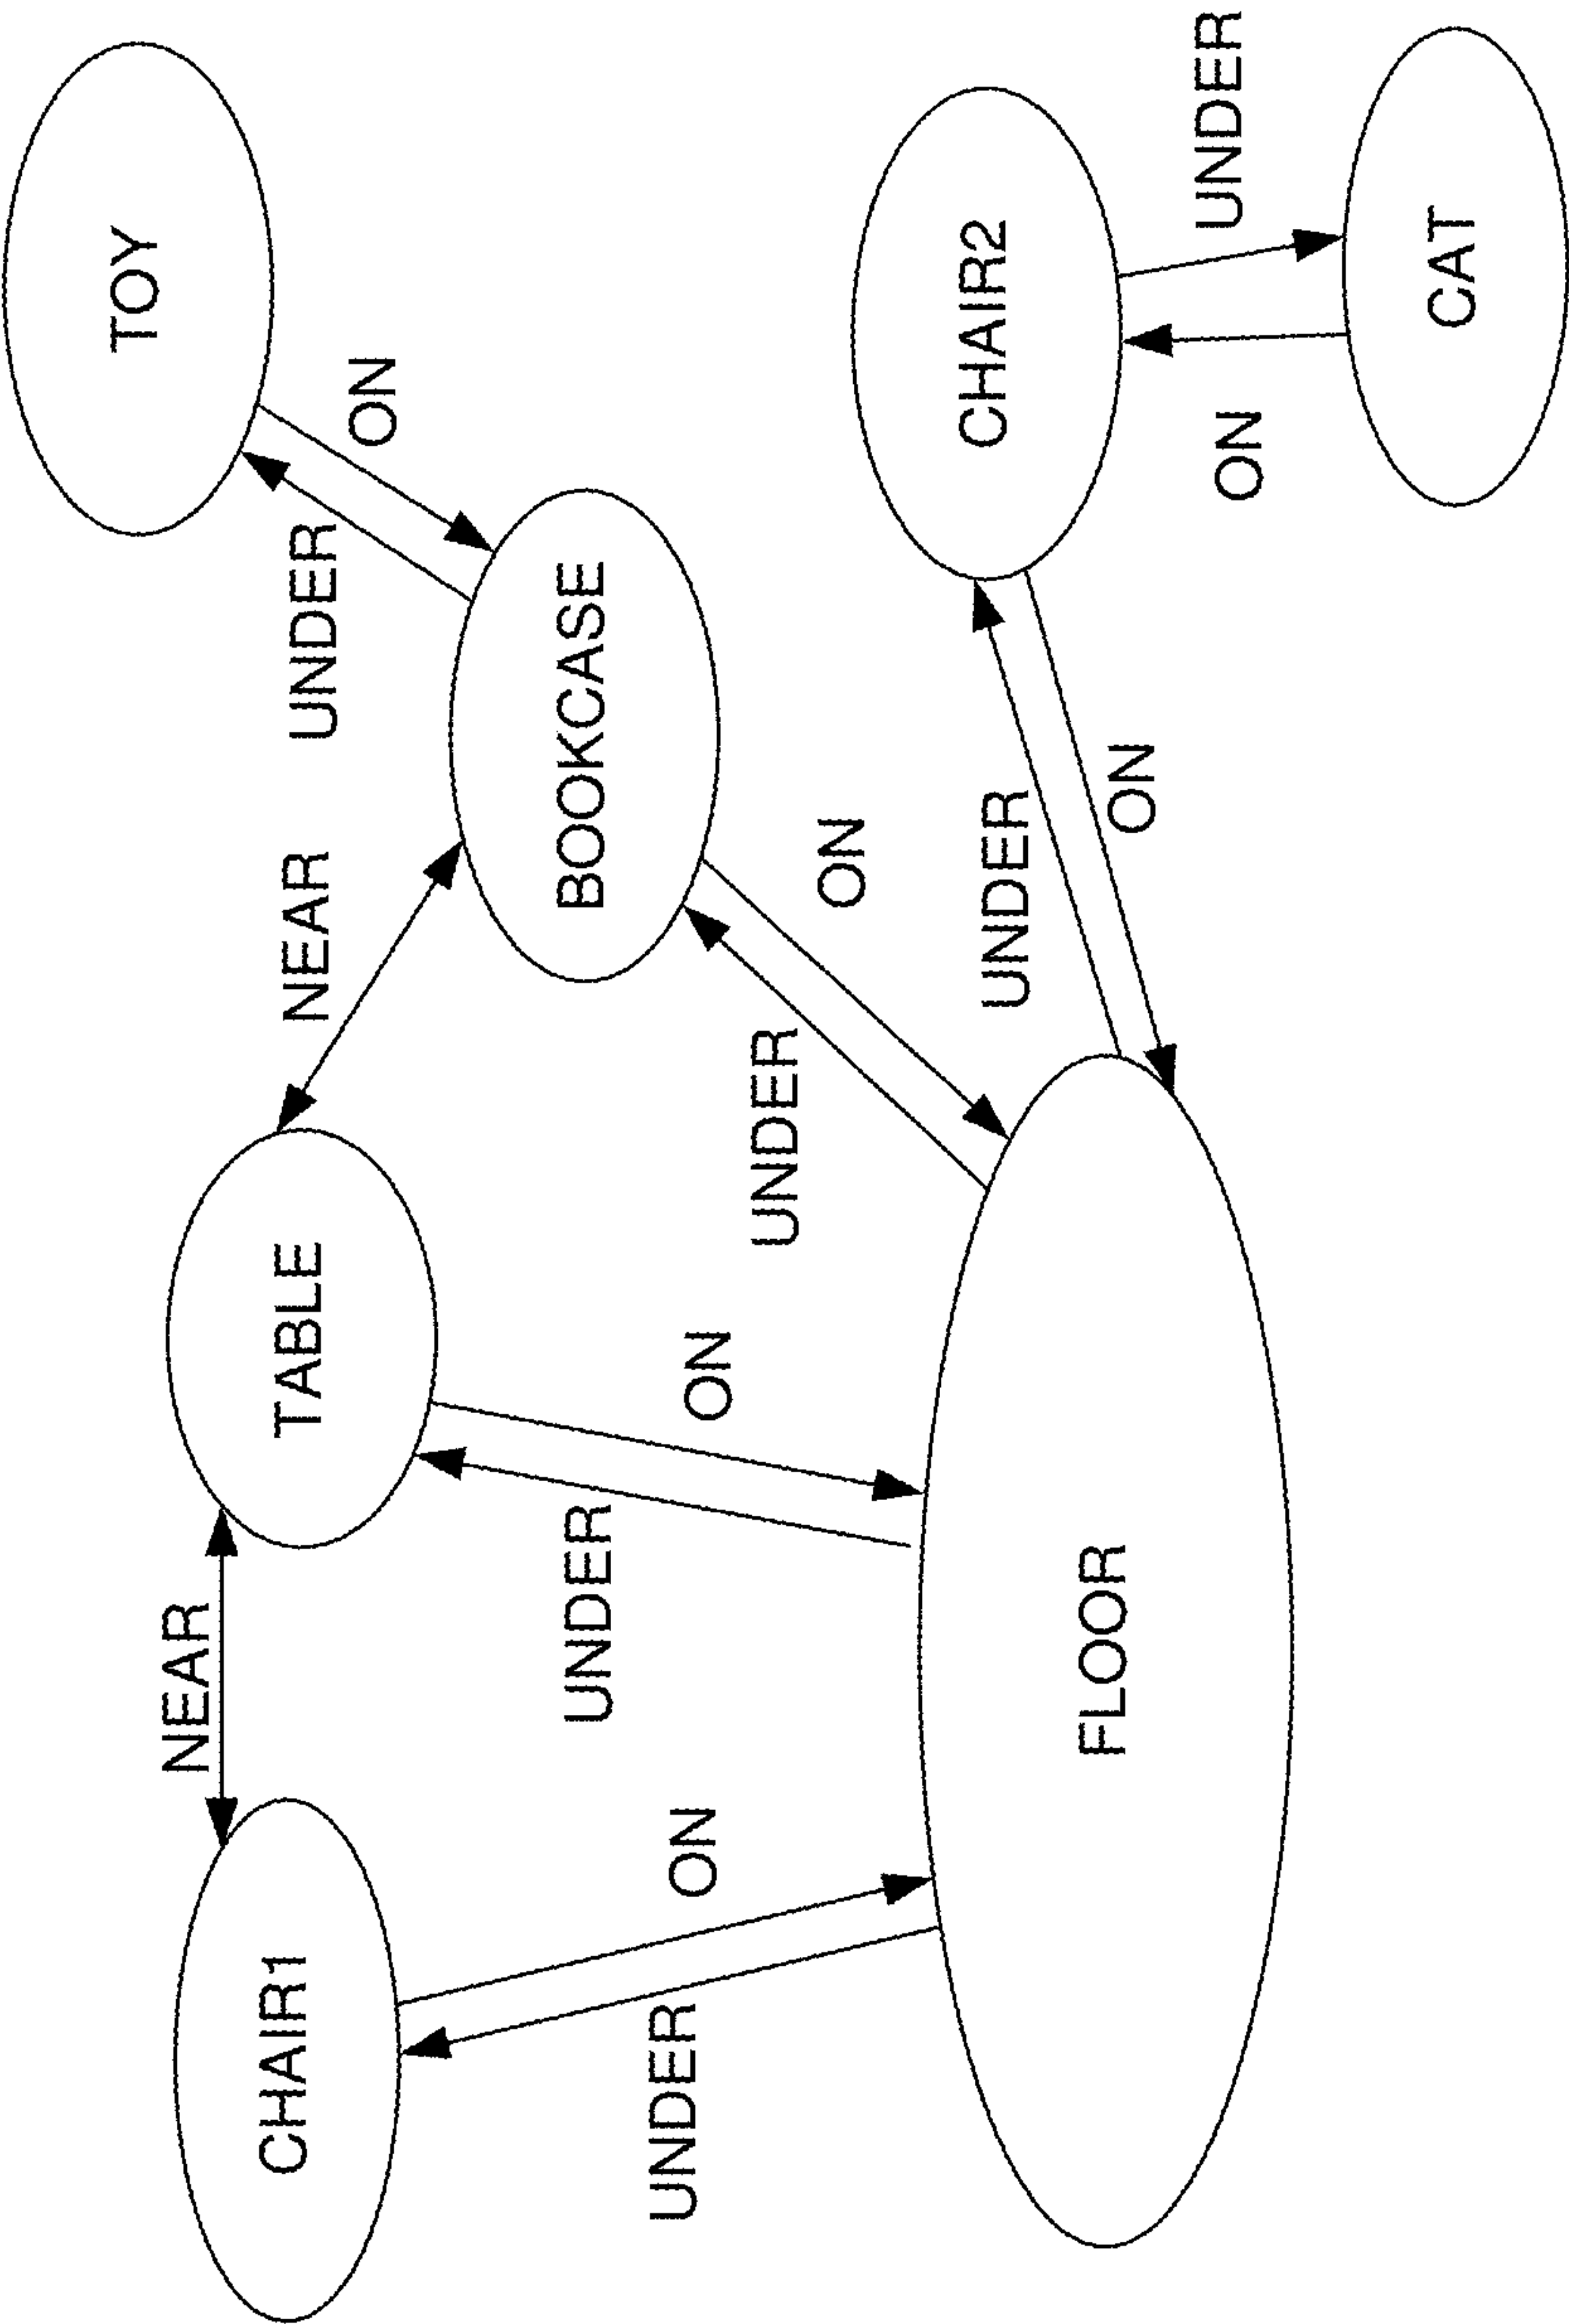 TOY
NEAR
CHAIR1
TABLE
NEAR
UNDER
ON
BOOKCASE
UNDER
UNDER
ON
ON
UNDER
ON
CHAIR2
UNDER
FLOOR
ON
ON
UNDER
CAT